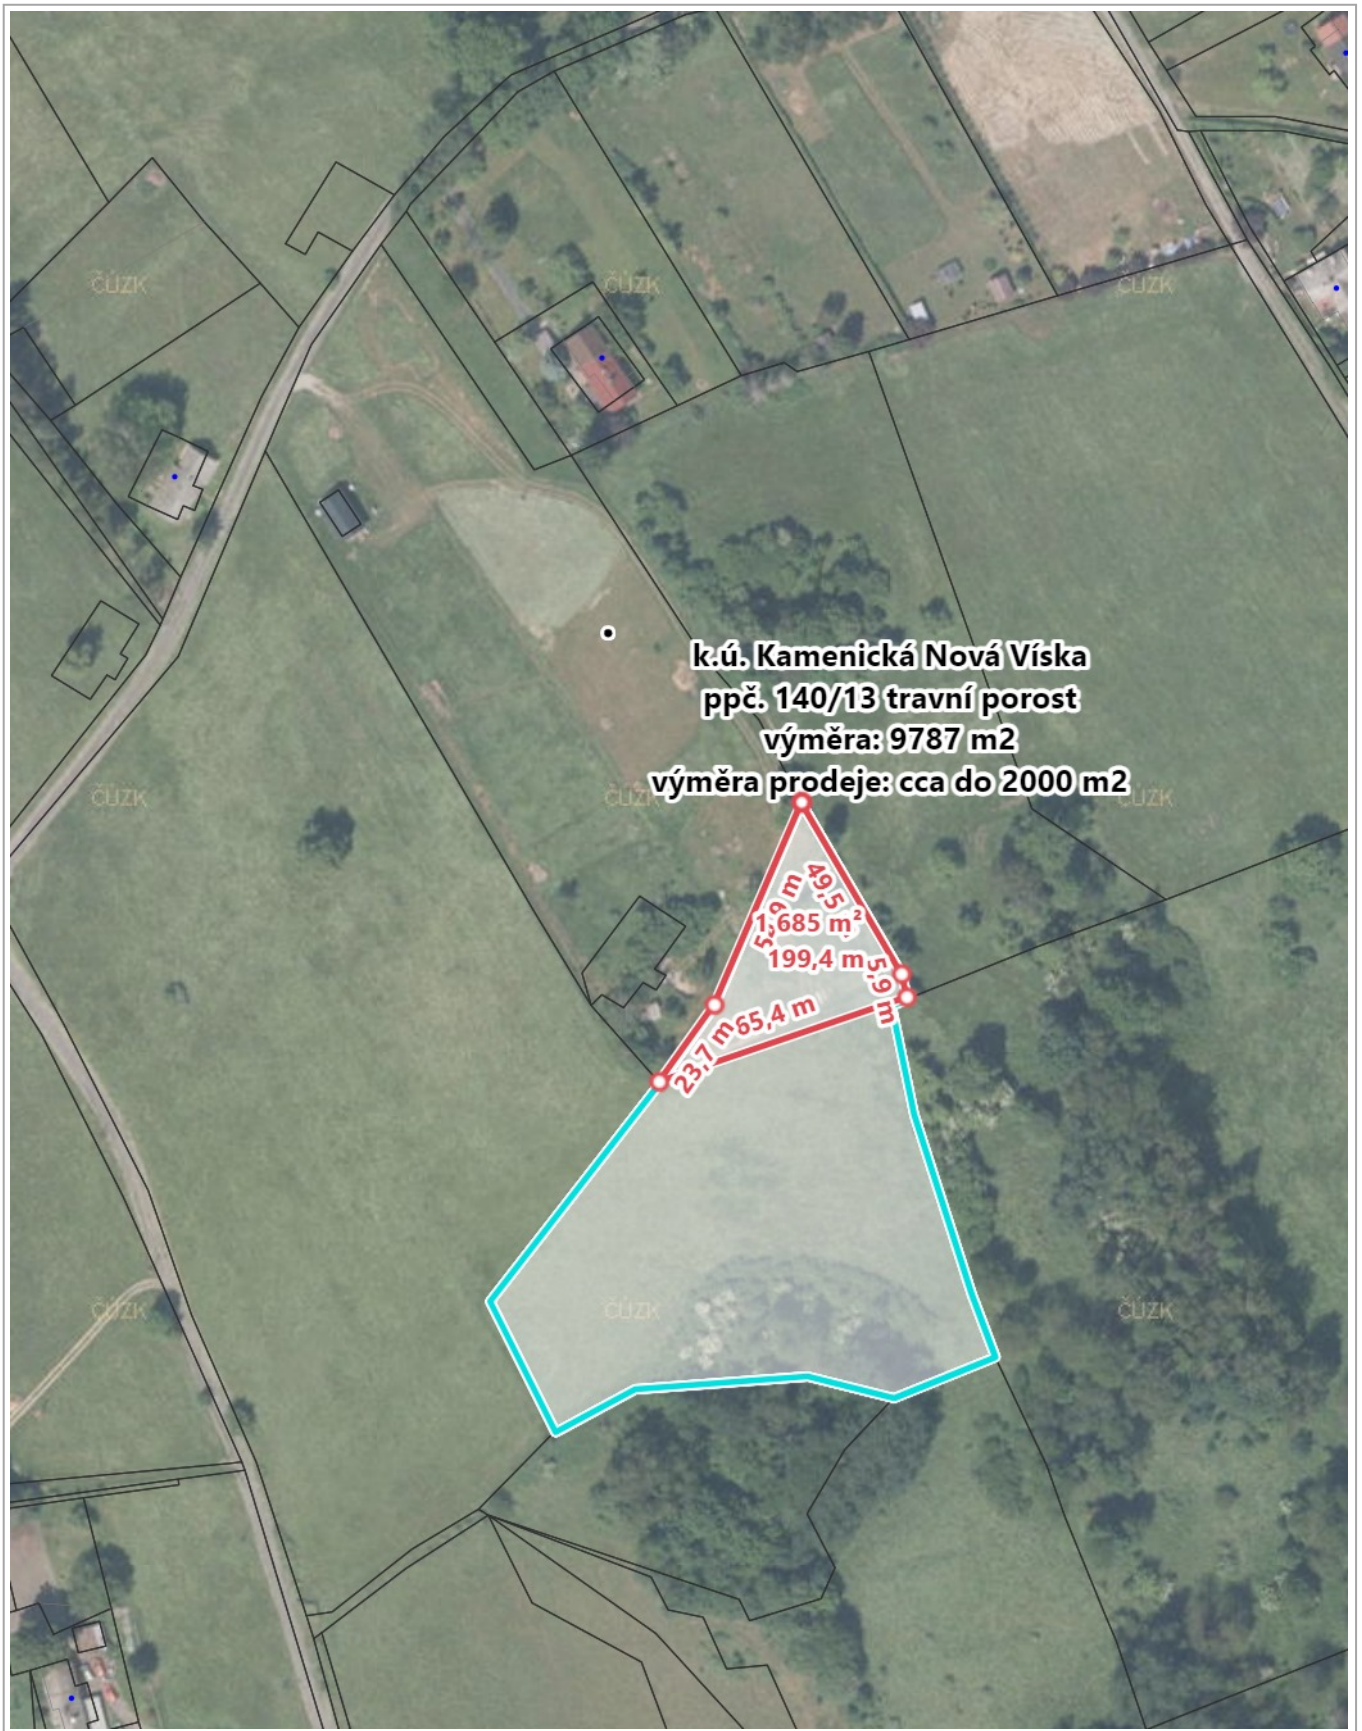 ČÚZK
ČÚZK
ČÚZK
k.ú. Kamenická Nová Víska
ppč. 140/13 travní porost
výměra: 9787 m2
výměra prodeje: cca do 2000 m2
ČÚZK
ČÚZK
ČÚZK
49,5
1 685 m²
199,4 m
5,9 m
65,4 m
23,7 m
ČÚZK
ČÚZK
ČÚZK